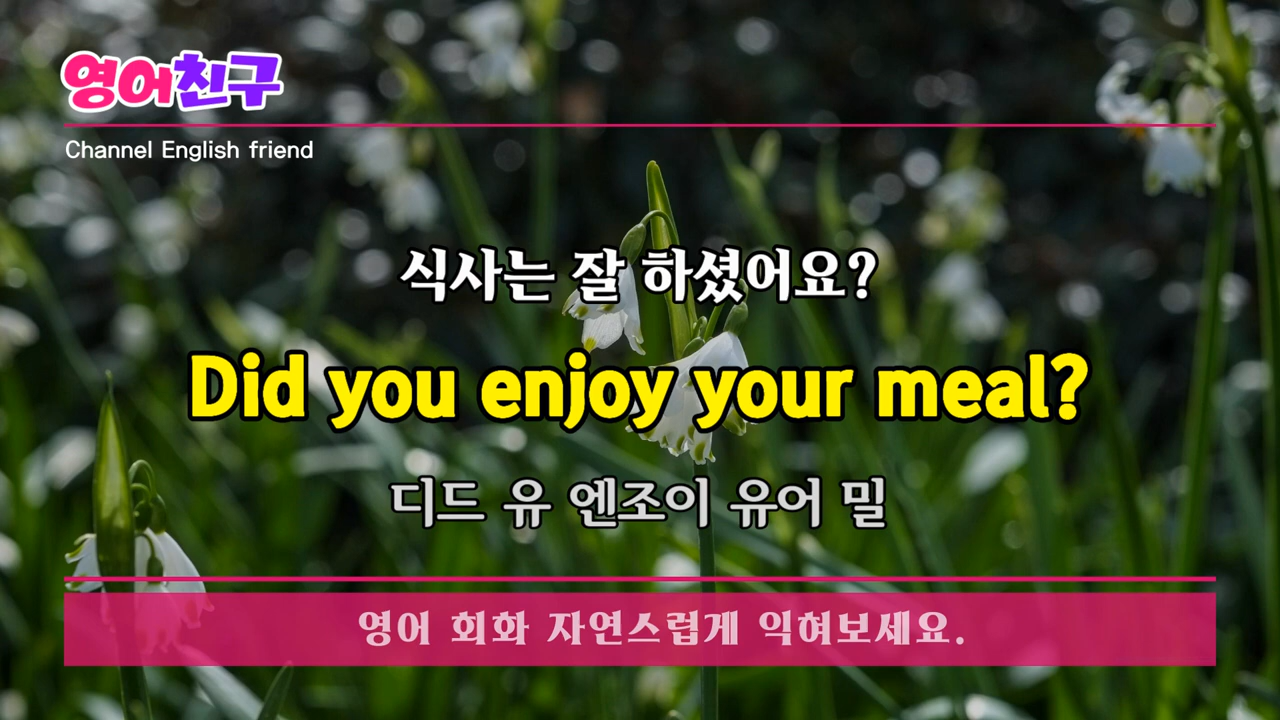 영어친구
Channel English friend
식사는 잘 하셨어요?
Did you enjoy your meal?
디드 유 엔조이 유어 밀
영어 회화 자연스럽게 익혀보세요.